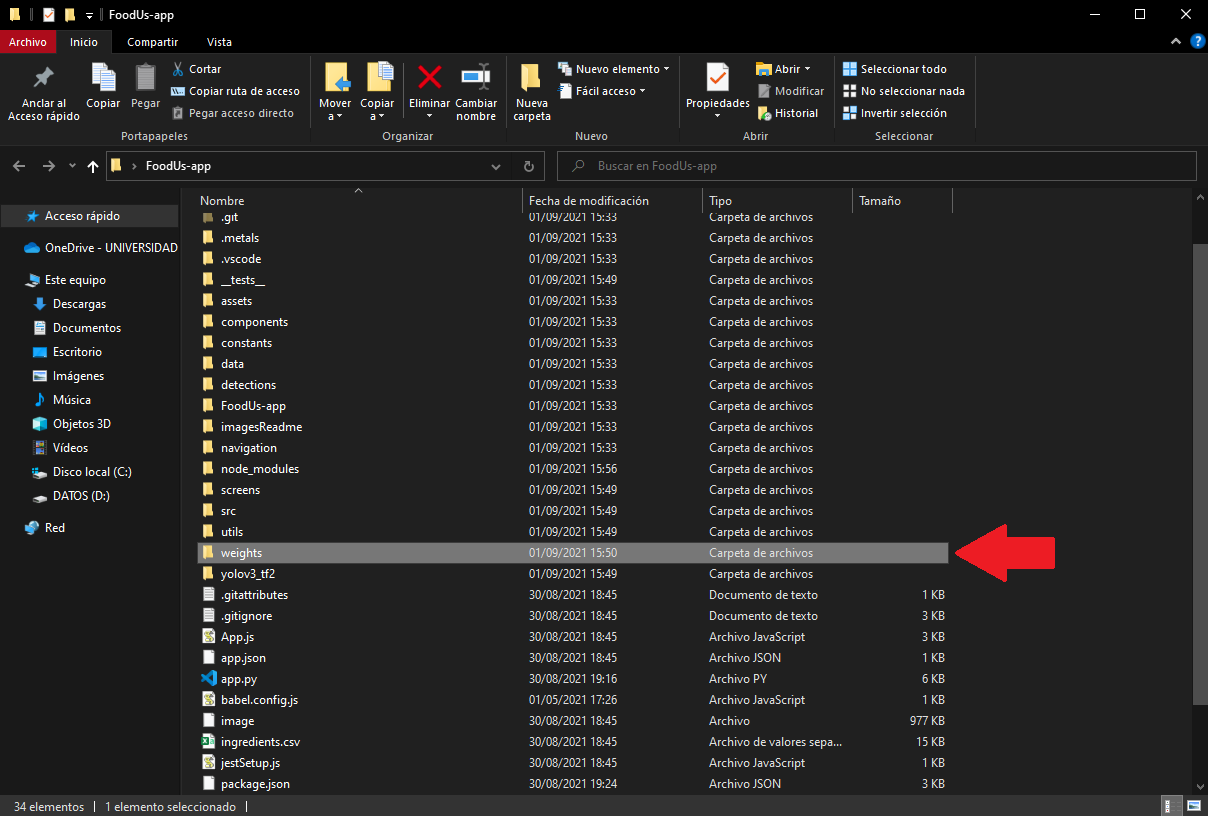 FoodUs-app
Archivo Inicio Compartir Vista
Anclar al Acceso rápido
Copiar
Pegar
Cortar
Copiar ruta de acceso
Pegar acceso directo
Portapapeles
Mover a
Copiar a
Eliminar
Cambiar nombre
Organizar
Nueva carpeta
Nuevo elemento
Fácil acceso
Nuevo
Propiedades
Abrir
Modificar
Historial
Abrir
Seleccionar todo
No seleccionar nada
Invertir selección
Seleccionar
FoodUs-app
Buscar en FoodUs-app
Acceso rápido
OneDrive - UNIVERSIDAD
Este equipo
Descargas
Documentos
Escritorio
Imágenes
Música
Objetos 3D
Vídeos
Disco local (C:)
DATOS (D:)
Red
Nombre Fecha de modificación Tipo Tamaño
.git 01/09/2021 15:33 Carpeta de archivos
.metals 01/09/2021 15:33 Carpeta de archivos
.vscode 01/09/2021 15:33 Carpeta de archivos
__tests__ 01/09/2021 15:49 Carpeta de archivos
assets 01/09/2021 15:33 Carpeta de archivos
components 01/09/2021 15:33 Carpeta de archivos
constants 01/09/2021 15:33 Carpeta de archivos
data 01/09/2021 15:33 Carpeta de archivos
detections 01/09/2021 15:33 Carpeta de archivos
FoodUs-app 01/09/2021 15:33 Carpeta de archivos
imagesReadme 01/09/2021 15:33 Carpeta de archivos
navigation 01/09/2021 15:33 Carpeta de archivos
node_modules 01/09/2021 15:56 Carpeta de archivos
screens 01/09/2021 15:49 Carpeta de archivos
src 01/09/2021 15:49 Carpeta de archivos
utils 01/09/2021 15:49 Carpeta de archivos
weights 01/09/2021 15:50 Carpeta de archivos
yolov3_tf2 01/09/2021 15:49 Carpeta de archivos
.gitattributes 30/08/2021 18:45 Documento de texto 1 KB
.gitignore 30/08/2021 18:45 Documento de texto 3 KB
App.js 30/08/2021 18:45 Archivo JavaScript 3 KB
app.json 30/08/2021 18:45 Archivo JSON 1 KB
app.py 30/08/2021 19:16 Archivo PY 6 KB
babel.config.js 01/05/2021 17:26 Archivo JavaScript 1 KB
image 30/08/2021 18:45 Archivo 977 KB
ingredients.csv 30/08/2021 18:45 Archivo de valores sepa... 15 KB
jestSetup.js 30/08/2021 18:45 Archivo JavaScript 1 KB
package.json 30/08/2021 19:24 Archivo JSON 3 KB
34 elementos 1 elemento seleccionado